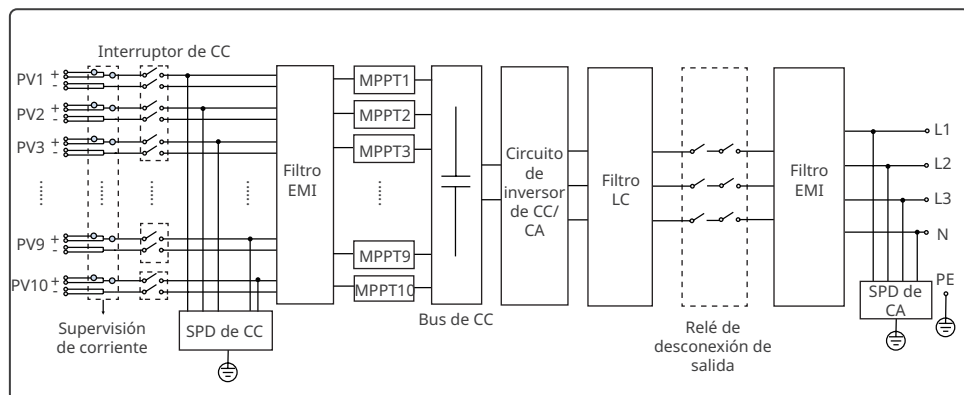 Interruptor de CC
PV1 + -
PV2 + -
PV3 + -
PV9 + -
PV10 + -
Supervisión
de corriente
SPD de CC
Filtro
EMI
MPPT1
MPPT2
MPPT3
MPPT9
MPPT10
Bus de CC
Circuito
de
inversor
de CC/
CA
Filtro
LC
Relé de
desconexión de
salida
Filtro
EMI
L1
L2
L3
N
PE
SPD de
CA